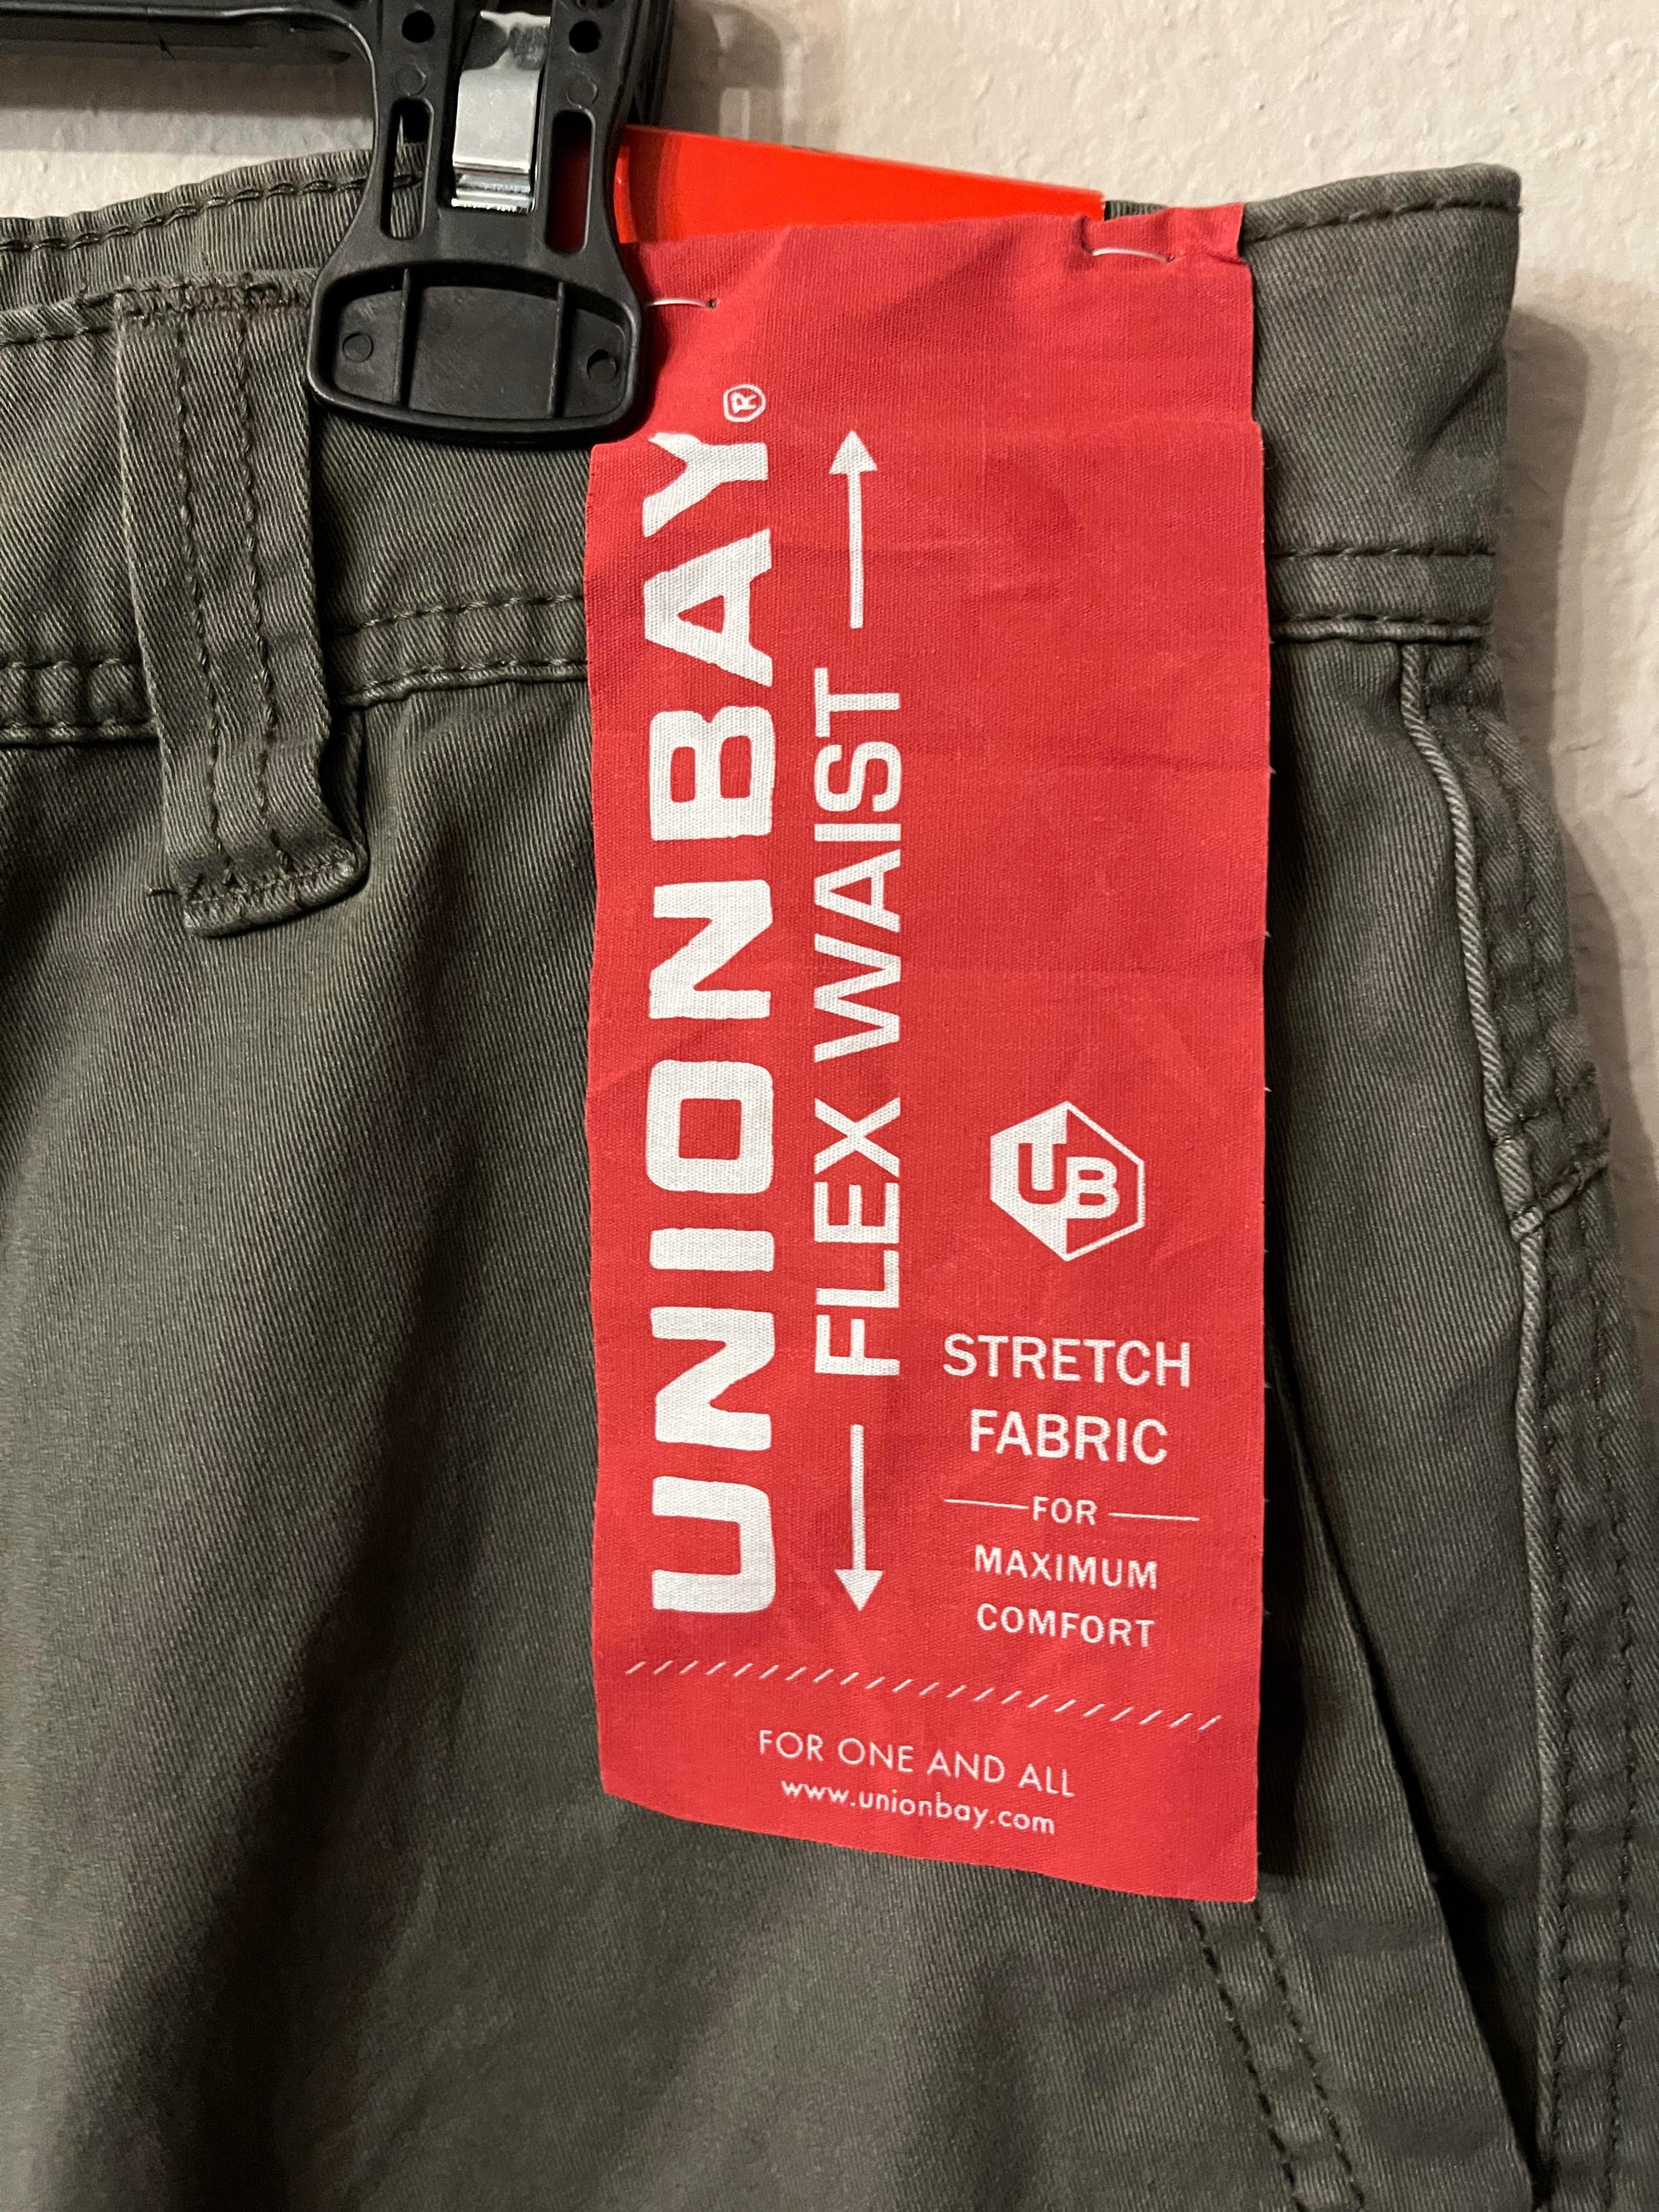 UNIONBAY®
FLEX WAIST
UB
STRETCH
FABRIC
FOR
MAXIMUM
COMFORT
FOR ONE AND ALL
www.unionbay.com